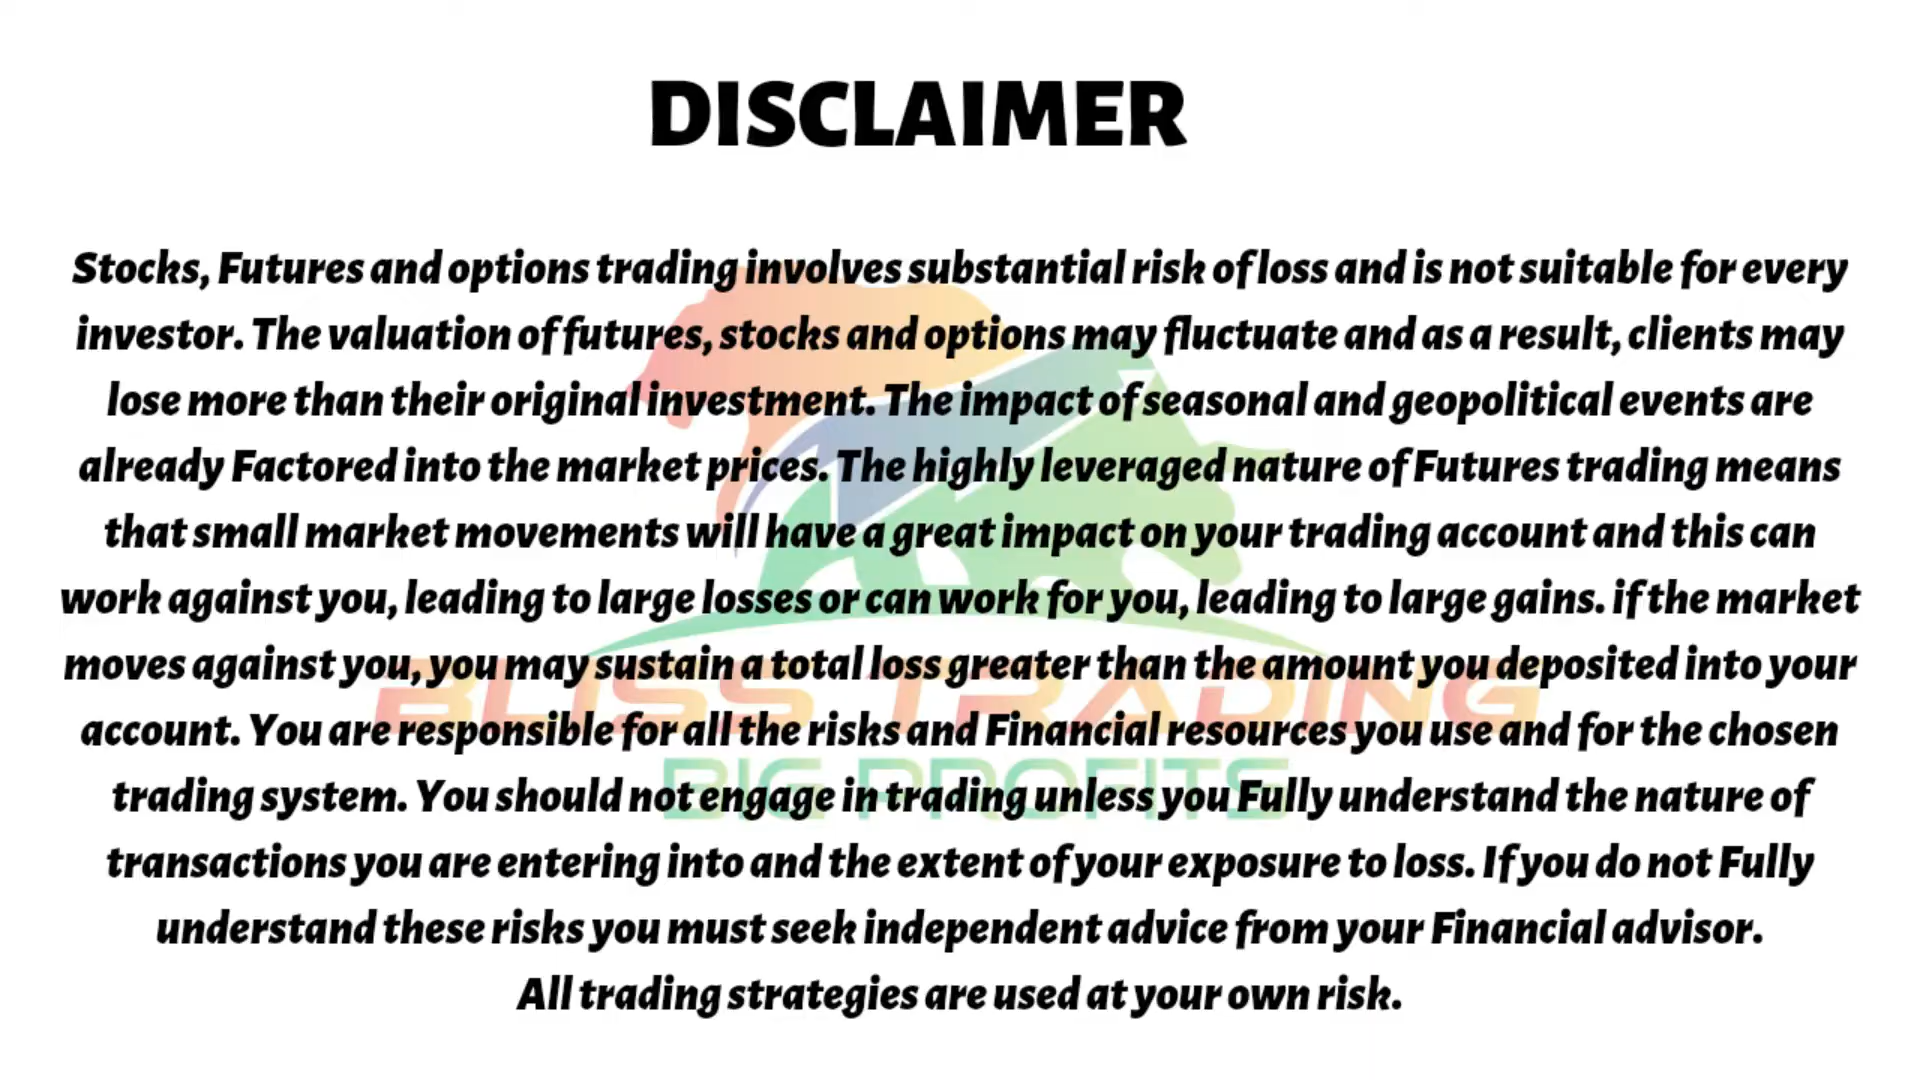 DISCLAIMER
Stocks, Futures and options trading involves substantial risk of loss and is not suitable for every
investor. The valuation of futures, stocks and options may fluctuate and as a result, clients may
lose more than their original investment. The impact of seasonal and geopolitical events are
already Factored into the market prices. The highly leveraged nature of Futures trading means
that small market movements will have a great impact on your trading account and this can
work against you, leading to large losses or can work for you, leading to large gains. if the market
moves against you, you may sustain a total loss greater than the amount you deposited into your
account. You are responsible for all the risks and Financial resources you use and for the chosen
trading system. You should not engage in trading unless you Fully understand the nature of
transactions you are entering into and the extent of your exposure to loss. If you do not Fully
understand these risks you must seek independent advice from your Financial advisor.
All trading strategies are used at your own risk.
BLISS TRADING
BIG PROFITS